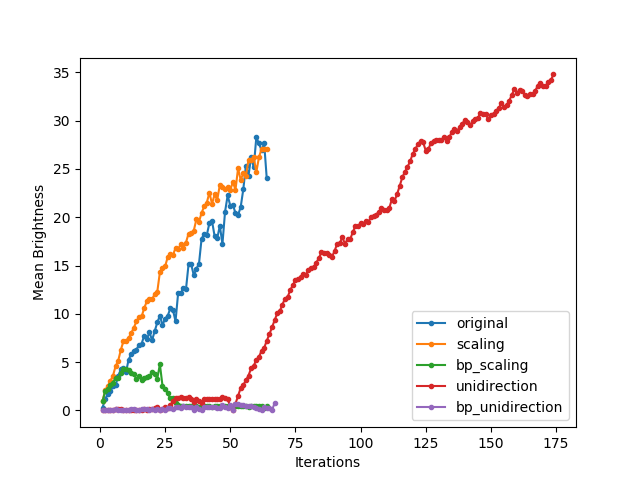 35
30
25
20
15
10
5
0
Mean Brightness
original
scaling
bp_scaling
unidirection
bp_unidirection
0 25 50 75 100 125 150 175
Iterations